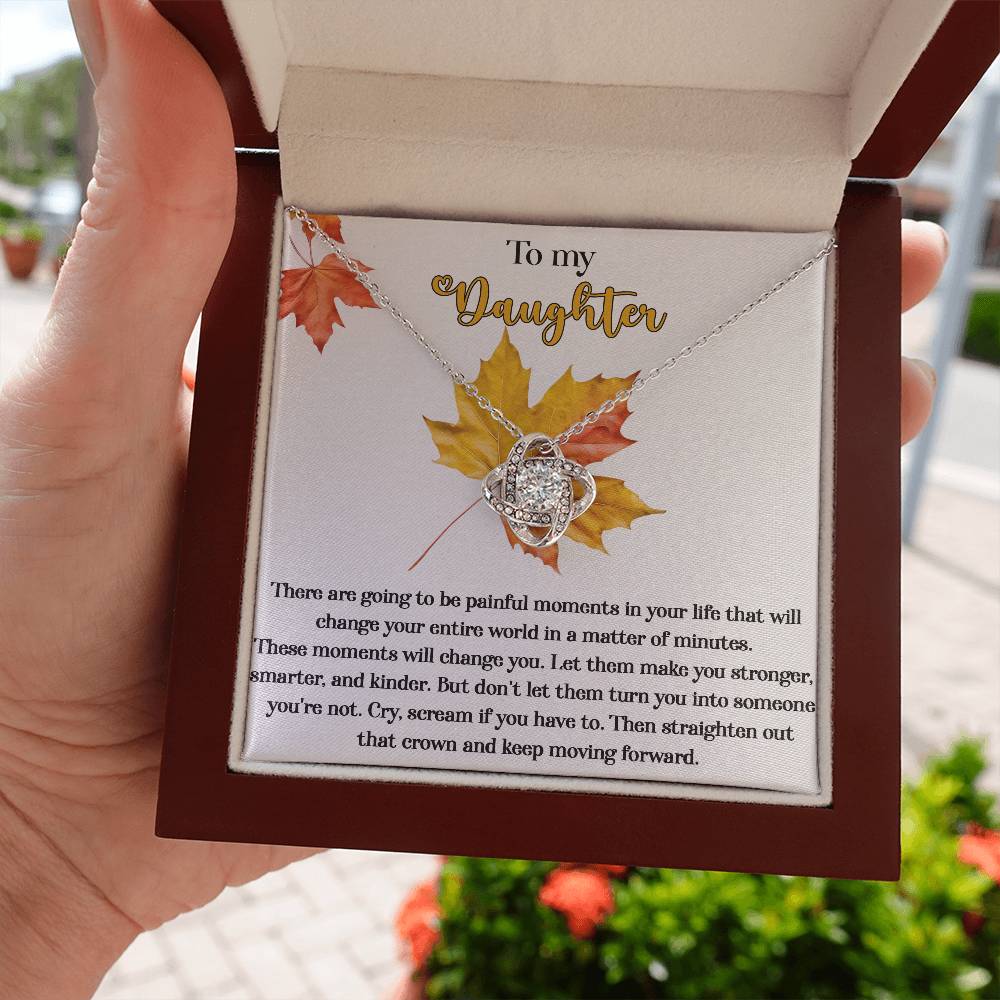 To my
Daughter
There are going to be painful moments in your life that will
change your entire world in a matter of minutes.
These moments will change you. Let them make you stronger,
smarter, and kinder. But don't let them turn you into someone
you're not. Cry, scream if you have to. Then straighten out
that crown and keep moving forward.